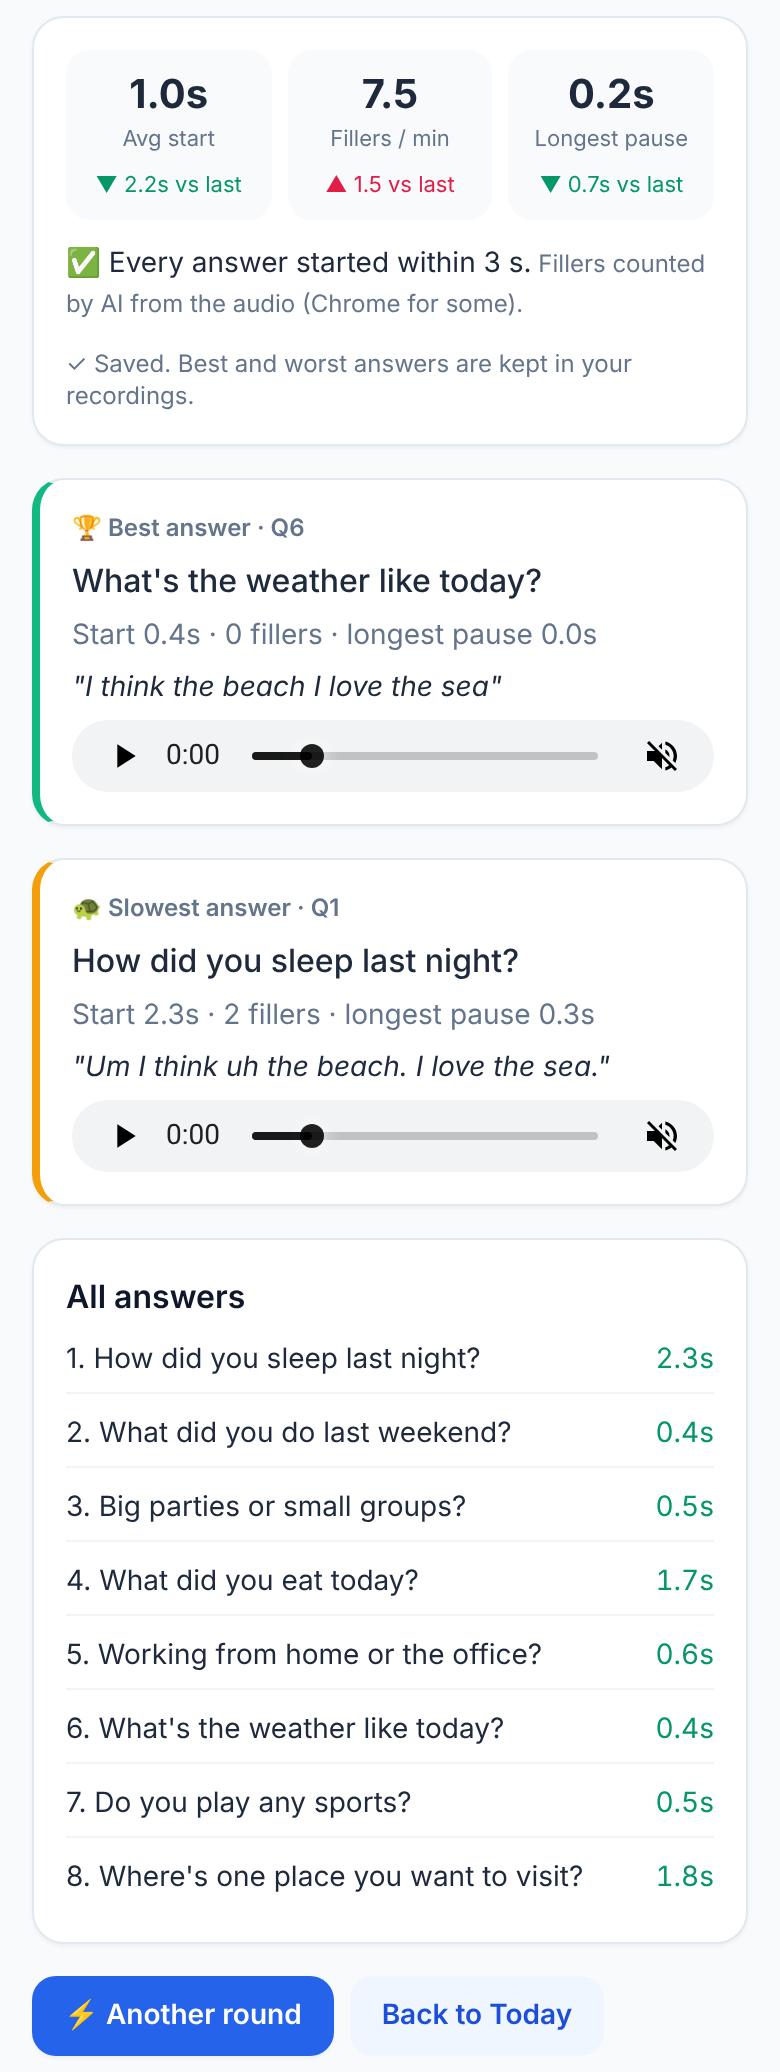 1.0s
Avg start
▼ 2.2s vs last
7.5
Fillers / min
▲ 1.5 vs last
0.2s
Longest pause
▼ 0.7s vs last
✅ Every answer started within 3 s. Fillers counted
by AI from the audio (Chrome for some).
✓ Saved. Best and worst answers are kept in your
recordings.
🏆 Best answer · Q6
What's the weather like today?
Start 0.4s · 0 fillers · longest pause 0.0s
"I think the beach I love the sea"
0:00
🐢 Slowest answer · Q1
How did you sleep last night?
Start 2.3s · 2 fillers · longest pause 0.3s
"Um I think uh the beach. I love the sea."
0:00
All answers
1. How did you sleep last night? 2.3s
2. What did you do last weekend? 0.4s
3. Big parties or small groups? 0.5s
4. What did you eat today? 1.7s
5. Working from home or the office? 0.6s
6. What's the weather like today? 0.4s
7. Do you play any sports? 0.5s
8. Where's one place you want to visit? 1.8s
⚡ Another round
Back to Today